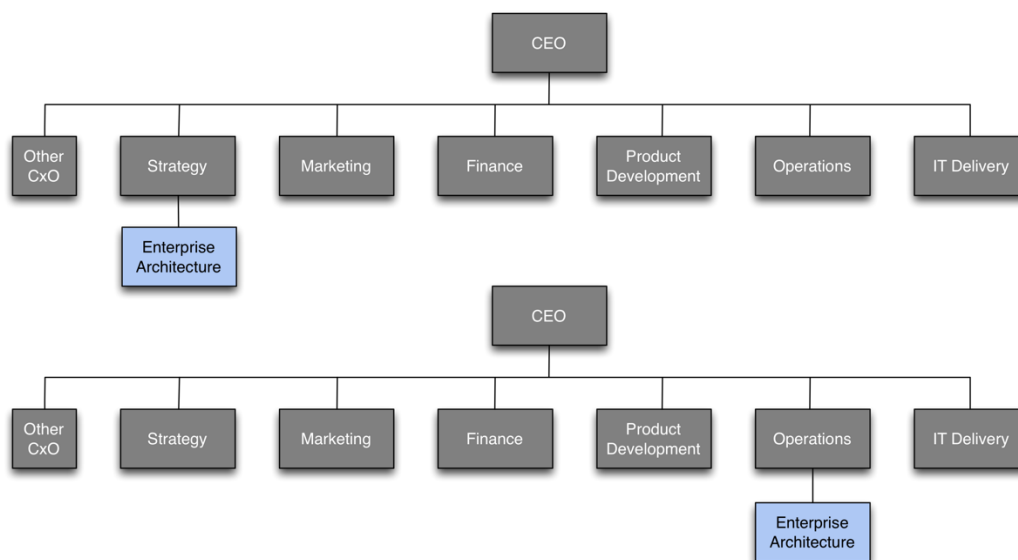 CEO
Other
CxO
Strategy
Marketing
Finance
Product
Development
Operations
IT Delivery
Enterprise
Architecture
CEO
Other
CxO
Strategy
Marketing
Finance
Product
Development
Operations
IT Delivery
Enterprise
Architecture